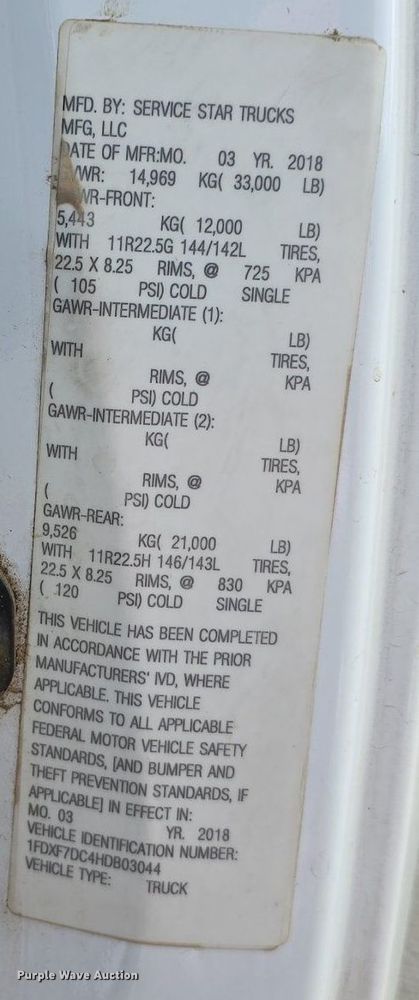 MFD. BY: SERVICE STAR TRUCKS
MFG, LLC
DATE OF MFR:MO. 03 YR. 2018
GVWR: 14,969 KG( 33,000 LB)
GAWR-FRONT:
5,443 KG( 12,000 LB)
WITH 11R22.5G 144/142L TIRES,
22.5 X 8.25 RIMS, @ 725 KPA
( 105 PSI) COLD SINGLE
GAWR-INTERMEDIATE (1):
KG( LB)
WITH TIRES,
RIMS, @ KPA
( PSI) COLD
GAWR-INTERMEDIATE (2):
KG( LB)
WITH TIRES,
RIMS, @ KPA
( PSI) COLD
GAWR-REAR:
9,526 KG( 21,000 LB)
WITH 11R22.5H 146/143L TIRES,
22.5 X 8.25 RIMS, @ 830 KPA
( 120 PSI) COLD SINGLE
THIS VEHICLE HAS BEEN COMPLETED
IN ACCORDANCE WITH THE PRIOR
MANUFACTURERS' IVD, WHERE
APPLICABLE. THIS VEHICLE
CONFORMS TO ALL APPLICABLE
FEDERAL MOTOR VEHICLE SAFETY
STANDARDS, [AND BUMPER AND
THEFT PREVENTION STANDARDS, IF
APPLICABLE] IN EFFECT IN:
MO. 03 YR. 2018
VEHICLE IDENTIFICATION NUMBER:
1FDXF7DC4HDB03044
VEHICLE TYPE: TRUCK
Purple Wave Auction